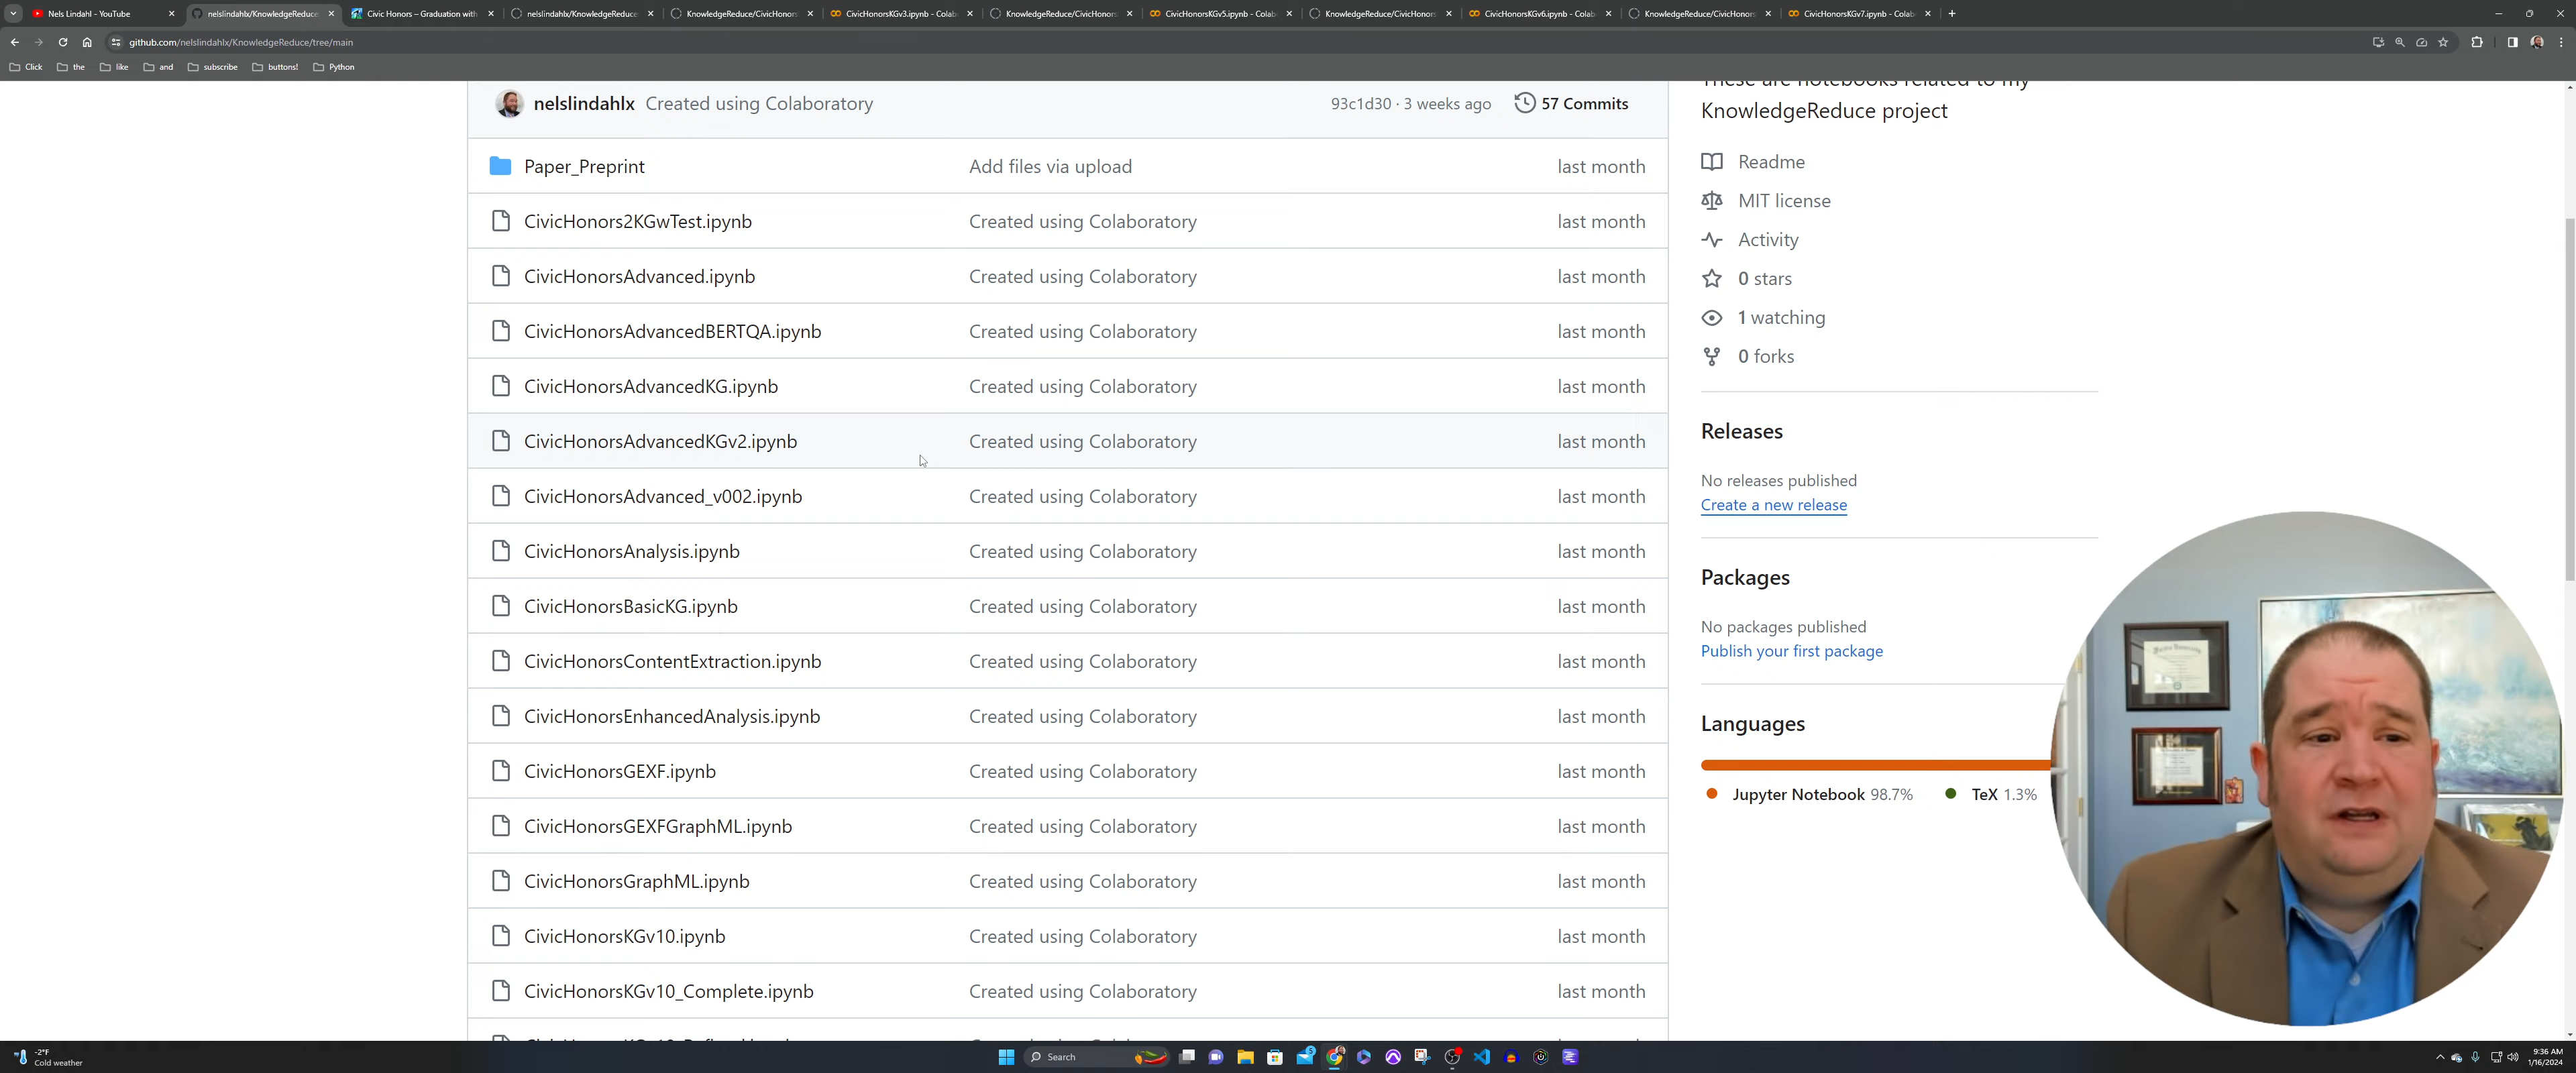 Nels Lindahl - YouTube
nelslindahlx/KnowledgeReduce:
Civic Honors – Graduation with
nelslindahlx/KnowledgeReduce:
KnowledgeReduce/CivicHonors
CivicHonorsKGv3.ipynb - Colab
KnowledgeReduce/CivicHonors
CivicHonorsKGv5.ipynb - Colab
KnowledgeReduce/CivicHonors
CivicHonorsKGv6.ipynb - Colab
KnowledgeReduce/CivicHonors
CivicHonorsKGv7.ipynb - Colab
github.com/nelslindahlx/KnowledgeReduce/tree/main
Click the like and subscribe buttons! Python
nelslindahlx Created using Colaboratory 93c1d30 · 3 weeks ago 57 Commits
Paper_Preprint Add files via upload last month
CivicHonors2KGwTest.ipynb Created using Colaboratory last month
CivicHonorsAdvanced.ipynb Created using Colaboratory last month
CivicHonorsAdvancedBERTQA.ipynb Created using Colaboratory last month
CivicHonorsAdvancedKG.ipynb Created using Colaboratory last month
CivicHonorsAdvancedKGv2.ipynb Created using Colaboratory last month
CivicHonorsAdvanced_v002.ipynb Created using Colaboratory last month
CivicHonorsAnalysis.ipynb Created using Colaboratory last month
CivicHonorsBasicKG.ipynb Created using Colaboratory last month
CivicHonorsContentExtraction.ipynb Created using Colaboratory last month
CivicHonorsEnhancedAnalysis.ipynb Created using Colaboratory last month
CivicHonorsGEXF.ipynb Created using Colaboratory last month
CivicHonorsGEXFGraphML.ipynb Created using Colaboratory last month
CivicHonorsGraphML.ipynb Created using Colaboratory last month
CivicHonorsKGv10.ipynb Created using Colaboratory last month
CivicHonorsKGv10_Complete.ipynb Created using Colaboratory last month
These are notebooks related to my
KnowledgeReduce project
Readme
MIT license
Activity
0 stars
1 watching
0 forks
Releases
No releases published
Create a new release
Packages
No packages published
Publish your first package
Languages
Jupyter Notebook 98.7% TeX 1.3%
-2°F
Cold weather
Search
9:36 AM
1/16/2024